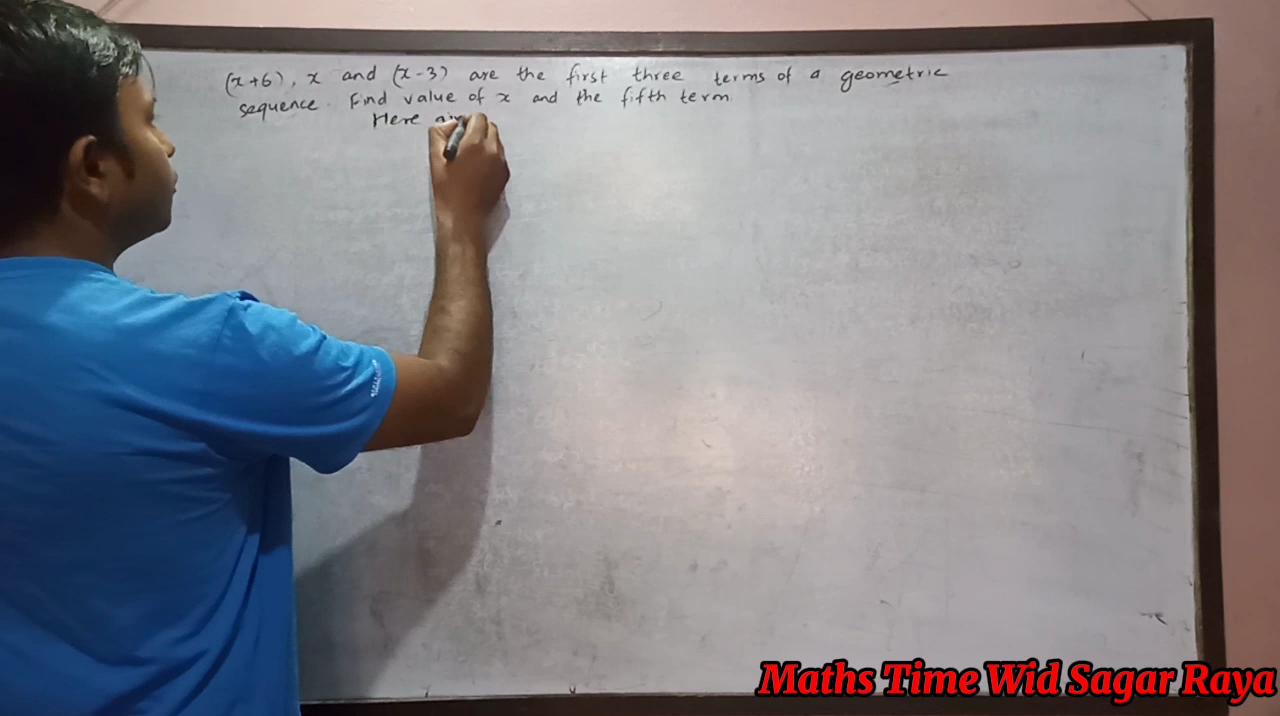 (x+6), x and (x-3) are the first three terms of a geometric
sequence. Find value of x and the fifth term.
Here
Maths Time Wid Sagar Raya